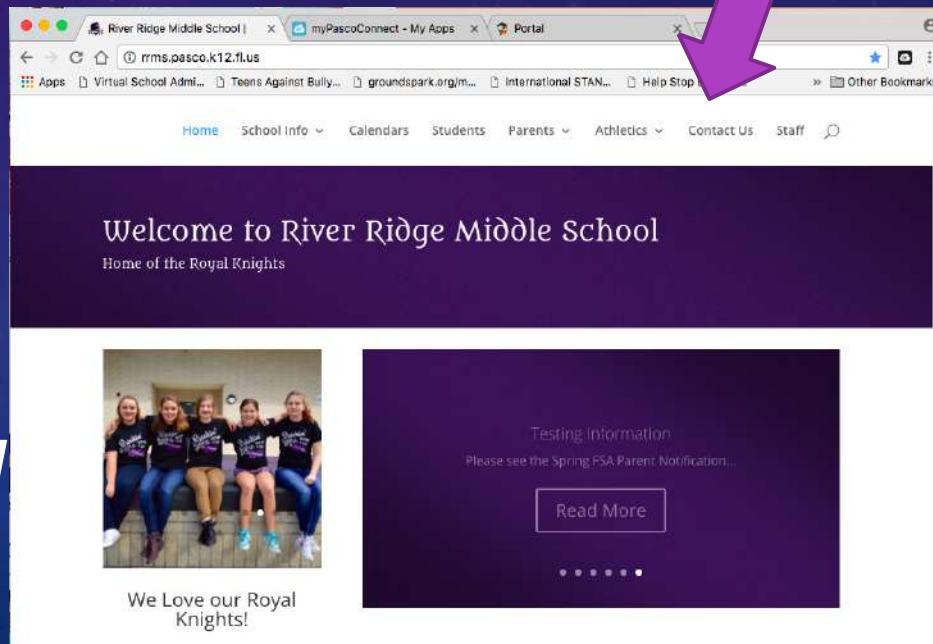 River Ridge Middle School |
myPascoConnect - My Apps
Portal
rrms.pasco.k12.fl.us
Apps Virtual School Admi... Teens Against Bully... groundspark.org/m... International STAN... Help Stop
Other Bookmark
Home School Info Calendars Students Parents Athletics Contact Us Staff
Welcome to River Ridge Middle School
Home of the Royal Knights
Testing Information
Please see the Spring FSA Parent Notification...
Read More
We Love our Royal
Knights!